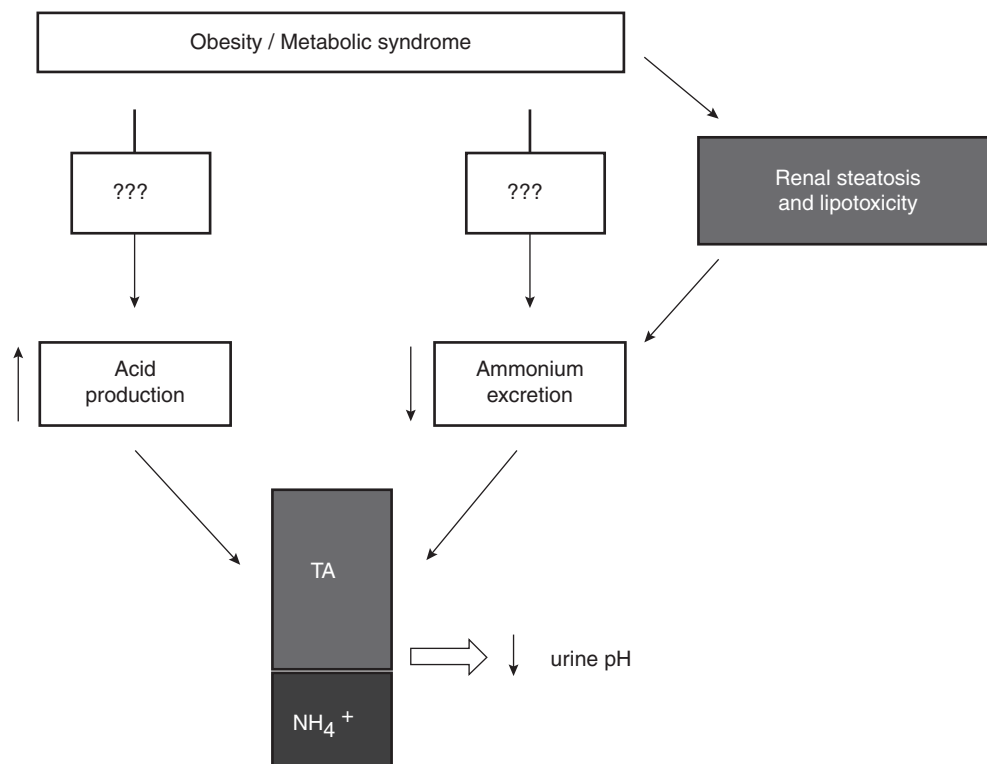 Obesity / Metabolic syndrome
???
???
Renal steatosis
and lipotoxicity
Acid
production
Ammonium
excretion
TA
urine pH
NH4 +